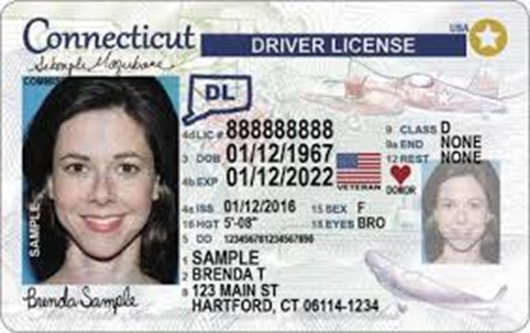 Connecticut
USA
DRIVER LICENSE
DL
4d LIC # 888888888
9 CLASS D
3 DOB 01/12/1967
9a END NONE
4b EXP 01/12/2022
12 REST NONE
VETERAN
DONOR
4a ISS 01/12/2016 15 SEX F
16 HGT 5'-08" 18 EYES BRO
5 DD 123456781234567890
1 SAMPLE
2 BRENDA T
8 123 MAIN ST
HARTFORD, CT 06114-1234
SAMPLE
Brenda Sample